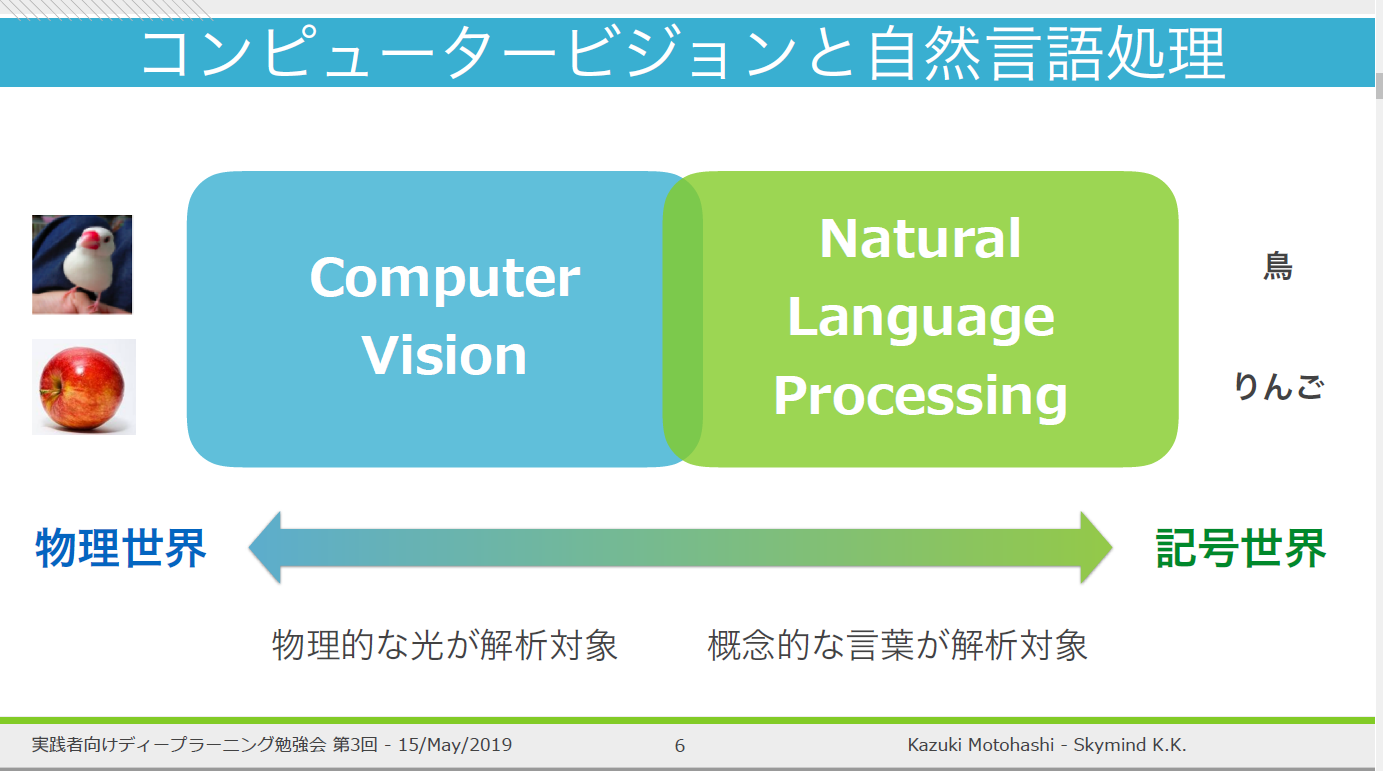 コンピュータービジョンと自然言語処理
Computer
Vision
Natural
Language
Processing
鳥
りんご
物理世界
記号世界
物理的な光が解析対象
概念的な言葉が解析対象
実践者向けディープラーニング勉強会 第3回 - 15/May/2019
6
Kazuki Motohashi - Skymind K.K.